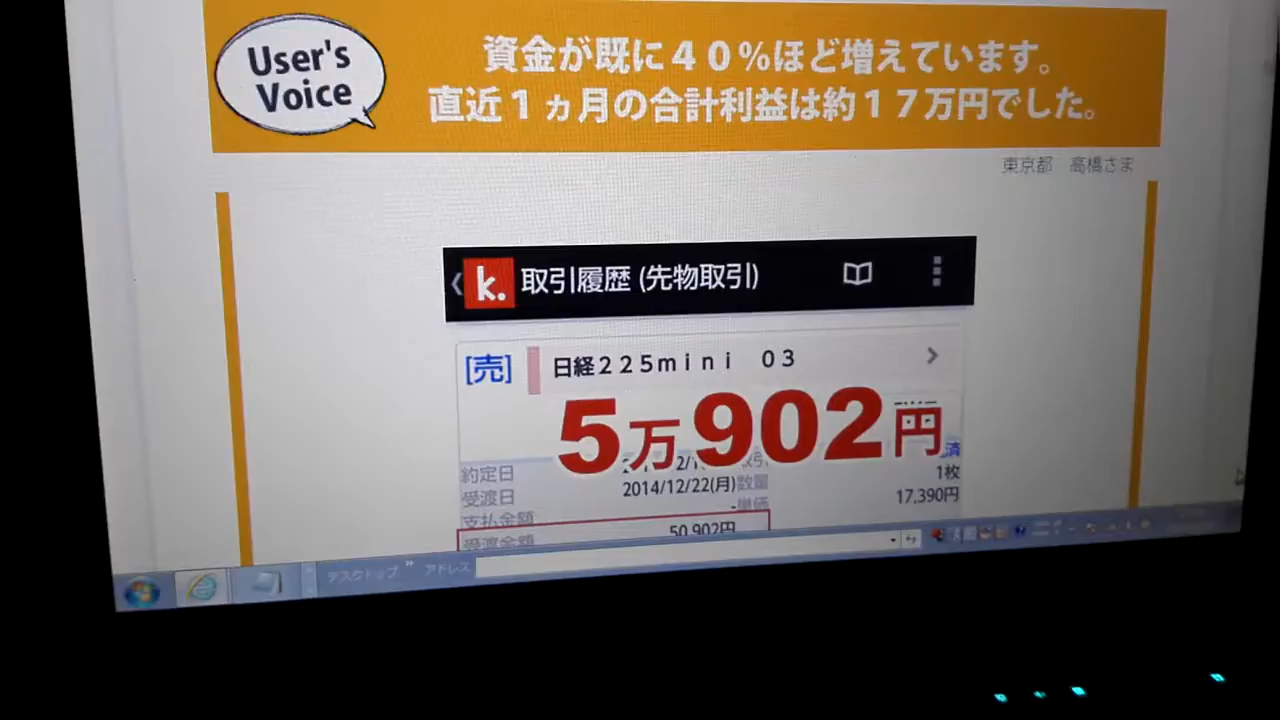 User's
Voice
資金が既に４０％ほど増えています。
直近１ヵ月の合計利益は約１７万円でした。
東京都　高橋さま
k.
取引履歴 (先物取引)
[売]
日経２２５ｍｉｎｉ　０３
5万902円
約定日
取引
済
受渡日
2014/12/22(月)
数量
1枚
支払金額
-
単価
17,390円
受渡金額
50,902円
デスクトップ
アドレス